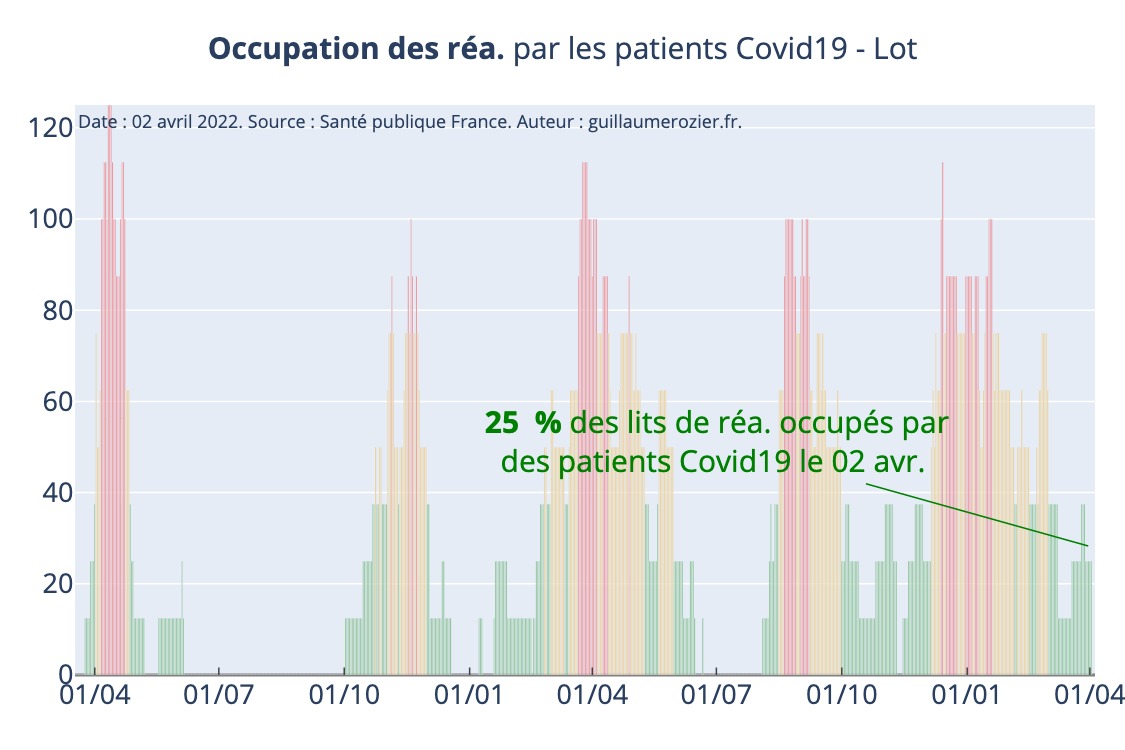 Occupation des réa. par les patients Covid19 - Lot
Date : 02 avril 2022. Source : Santé publique France. Auteur : guillaumerozier.fr.
120
100
80
60
40
20
0
25 % des lits de réa. occupés par
des patients Covid19 le 02 avr.
01/04 01/07 01/10 01/01 01/04 01/07 01/10 01/01 01/04